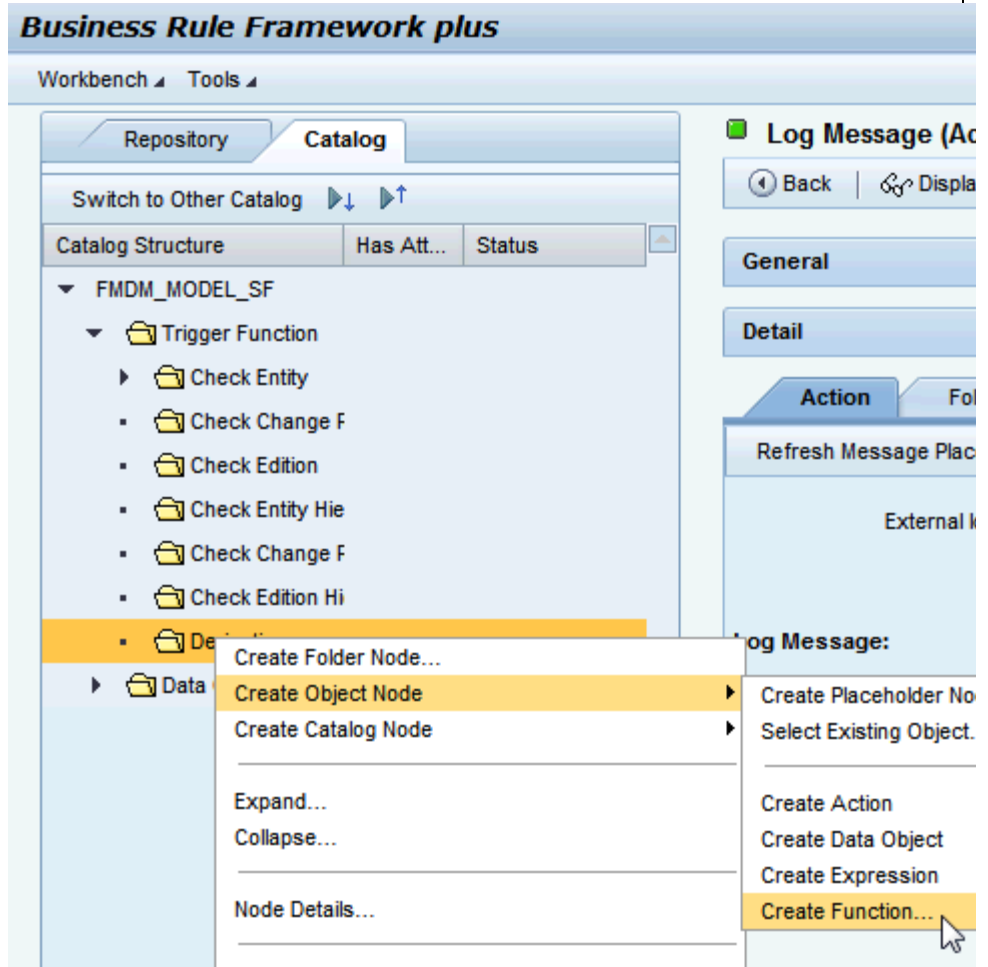 Business Rule Framework plus
Workbench Tools
Repository Catalog
Switch to Other Catalog
Catalog Structure Has Att... Status
FMDM_MODEL_SF
Trigger Function
Check Entity
Check Change
Check Edition
Check Entity Hie
Check Change
Check Edition Hi
Data
Create Folder Node...
Create Object Node
Create Catalog Node
Expand...
Collapse...
Node Details...
Log Message (Ac
Back Displa
General
Detail
Action Fol
Refresh Message Plac
External
og Message:
Create Placeholder No
Select Existing Object.
Create Action
Create Data Object
Create Expression
Create Function...